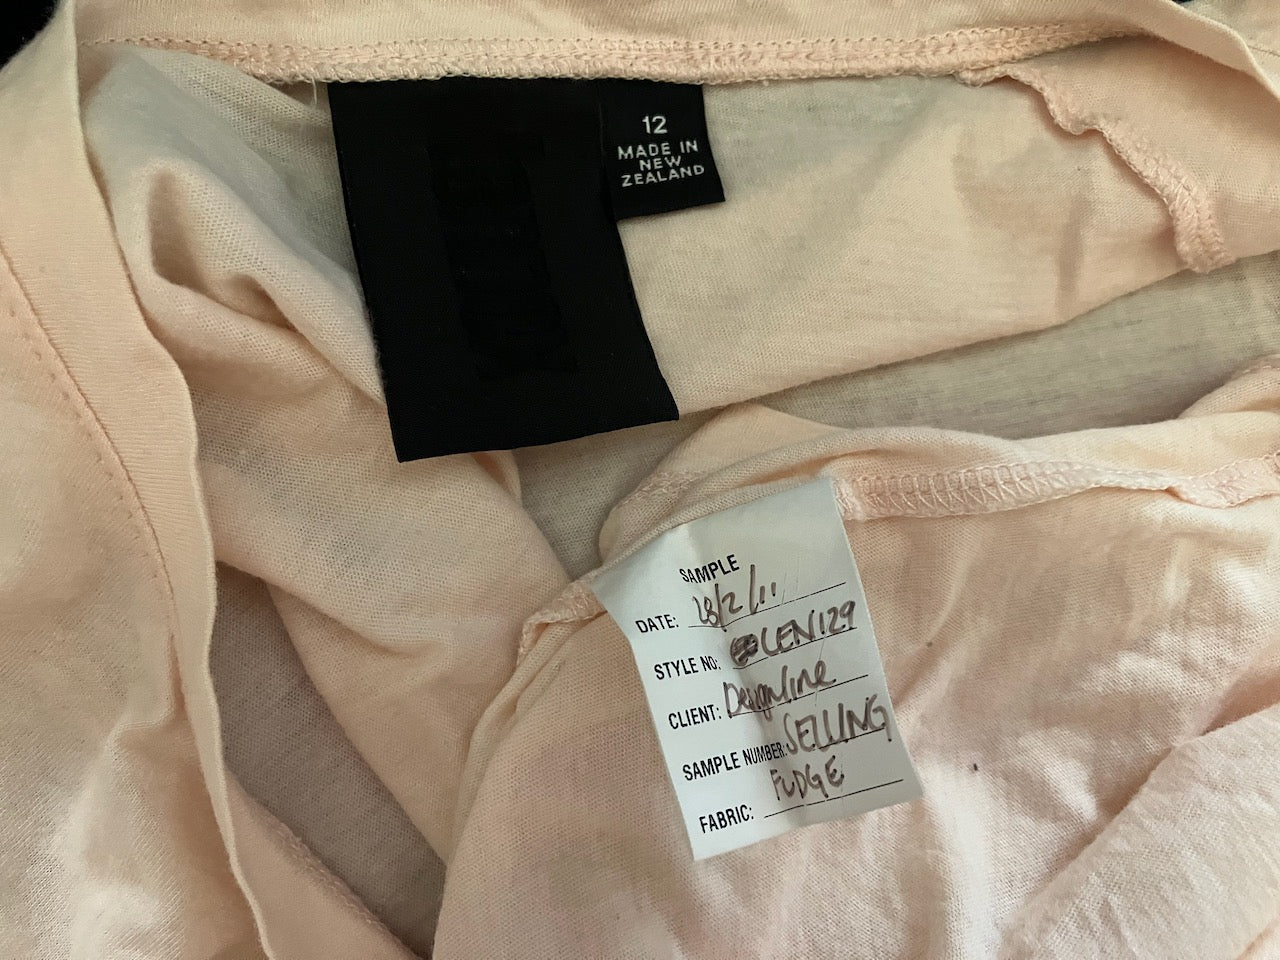 12
MADE IN
NEW
ZEALAND
SAMPLE
DATE: 28/2/11
STYLE NO: LEN129
CLIENT: Designline
SAMPLE NUMBER: SELLING
FABRIC: FUDGE